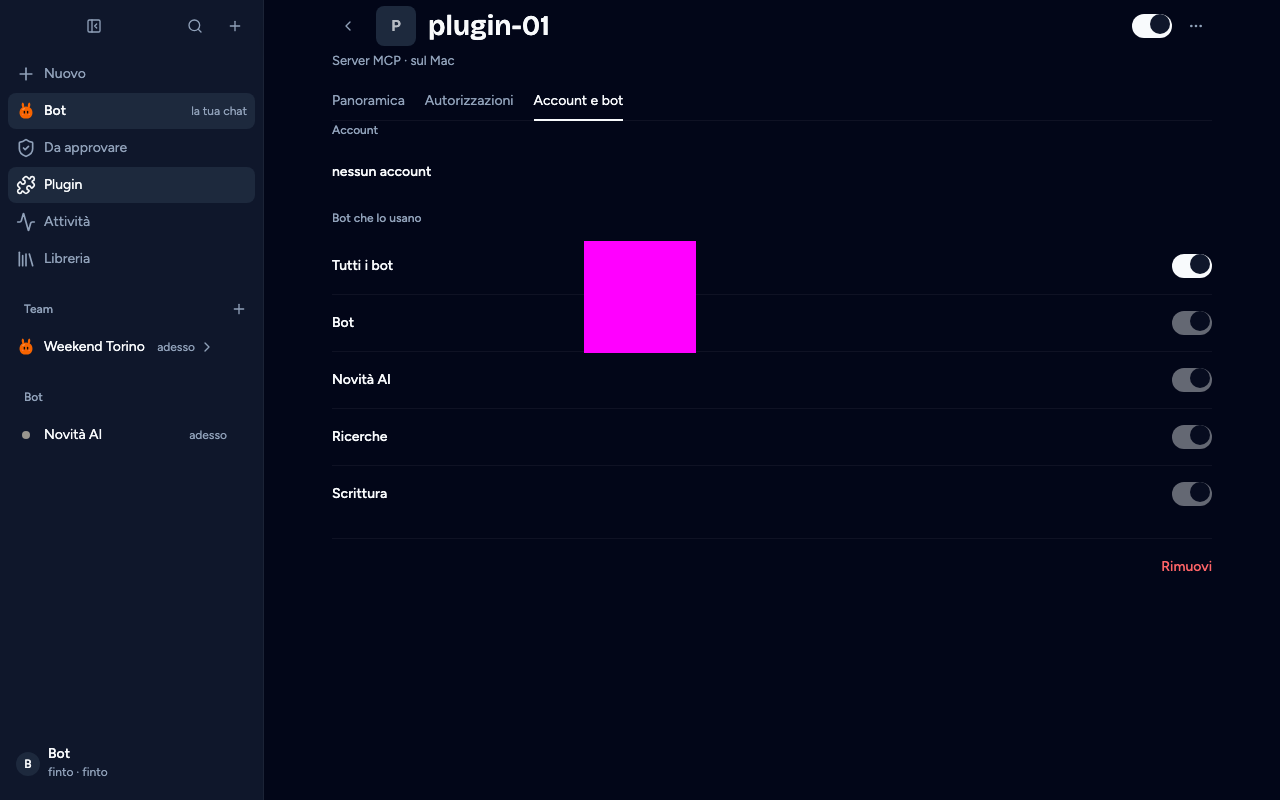 Nuovo
Bot
la tua chat
Da approvare
Plugin
Attività
Libreria
Team
Weekend Torino
adesso
Bot
Novità AI
adesso
B
Bot
finto · finto
P
plugin-01
Server MCP · sul Mac
Panoramica
Autorizzazioni
Account e bot
Account
nessun account
Bot che lo usano
Tutti i bot
Bot
Novità AI
Ricerche
Scrittura
Rimuovi